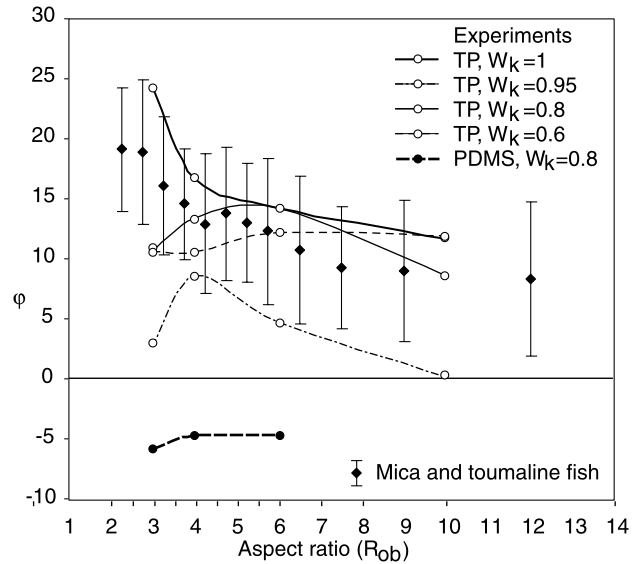 30
25
20
15
10
5
0
-5
-10
φ
Experiments
TP, Wk=1
TP, Wk=0.95
TP, Wk=0.8
TP, Wk=0.6
PDMS, Wk=0.8
Mica and toumaline fish
1 2 3 4 5 6 7 8 9 10 11 12 13 14
Aspect ratio (Rob)